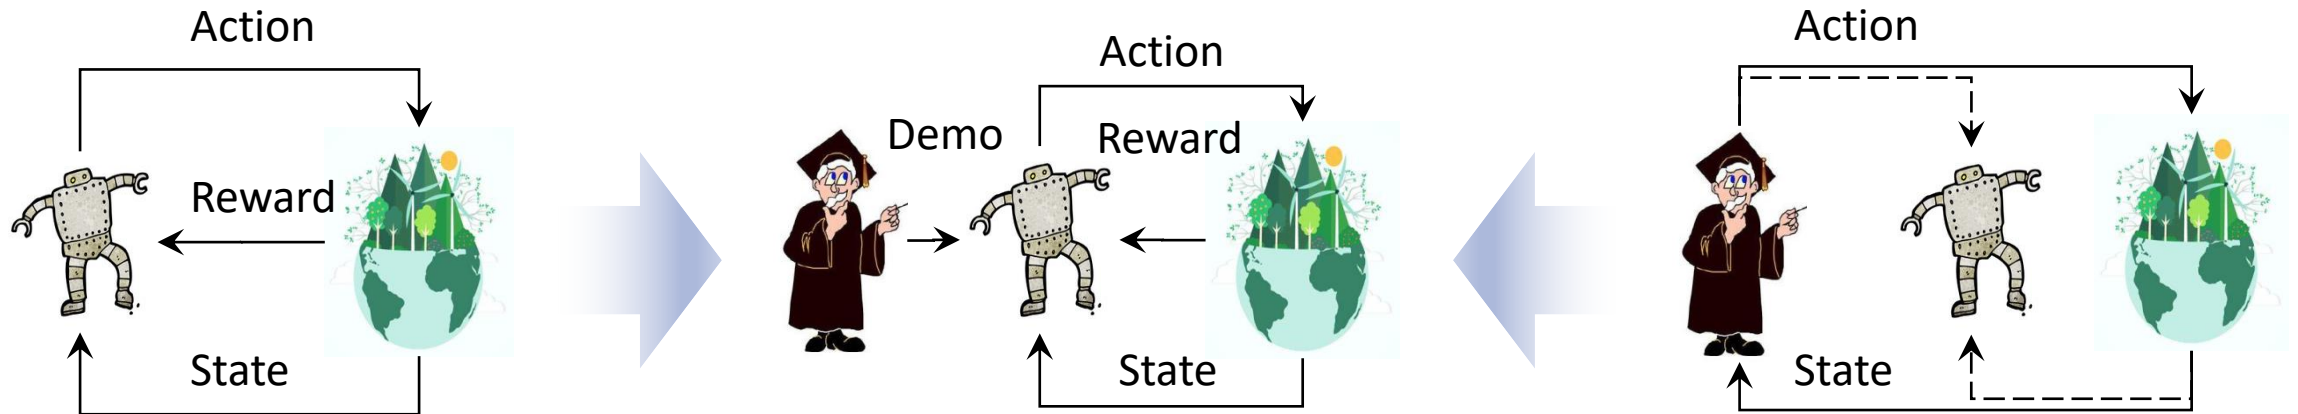 Action
Reward
State
Action
Demo
Reward
State
Action
State